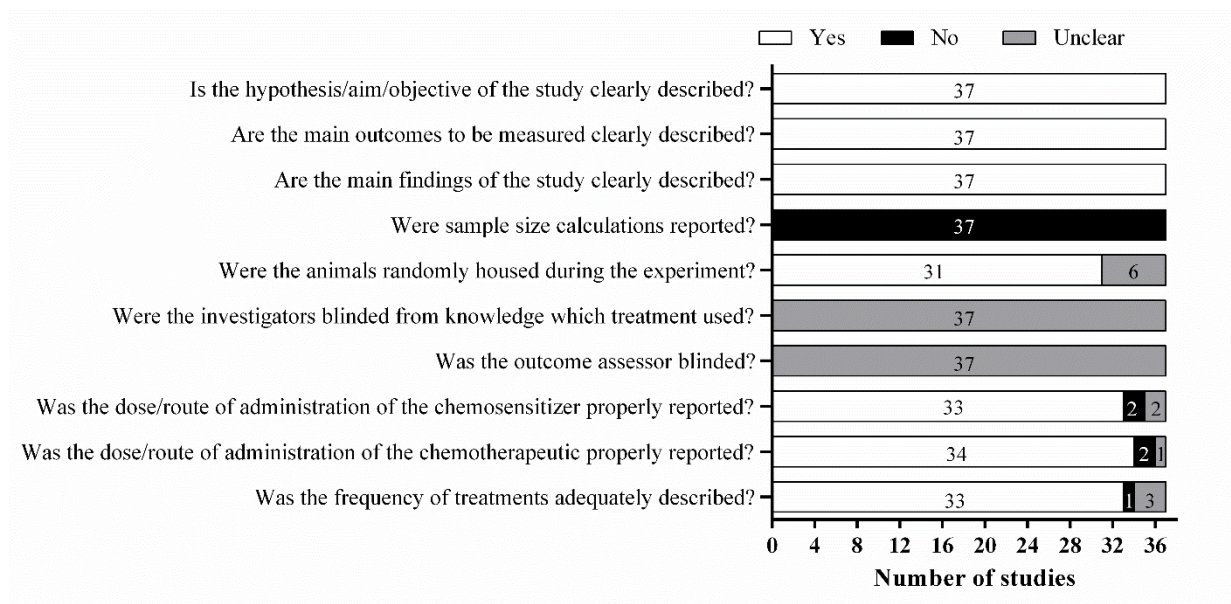 Yes No Unclear
Is the hypothesis/aim/objective of the study clearly described? 37
Are the main outcomes to be measured clearly described? 37
Are the main findings of the study clearly described? 37
Were sample size calculations reported? 37
Were the animals randomly housed during the experiment? 31 6
Were the investigators blinded from knowledge which treatment used? 37
Was the outcome assessor blinded? 37
Was the dose/route of administration of the chemosensitizer properly reported? 33 2 2
Was the dose/route of administration of the chemotherapeutic properly reported? 34 2 1
Was the frequency of treatments adequately described? 33 1 3
0 4 8 12 16 20 24 28 32 36
Number of studies